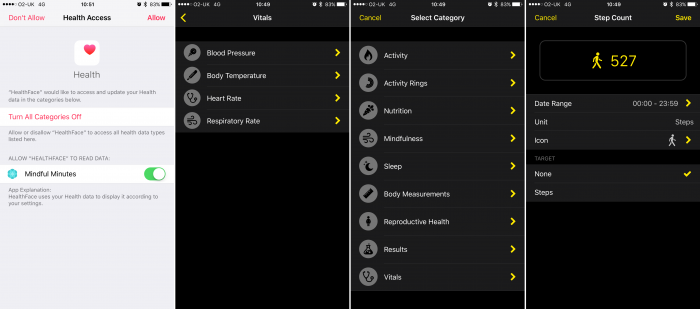 O2-UK 4G 10:51 83%
Don't Allow Health Access Allow
Health
"HealthFace" would like to access and update your Health
data in the categories below.
Turn All Categories Off
Allow or disallow "HealthFace" to access all health data types
listed here.
ALLOW "HEALTHFACE" TO READ DATA:
Mindful Minutes
App Explanation:
HealthFace uses your Health data to display it according to
your settings.
O2-UK 4G 10:49 83%
Vitals
Blood Pressure
Body Temperature
Heart Rate
Respiratory Rate
O2-UK 4G 10:49 83%
Cancel Select Category
Activity
Activity Rings
Nutrition
Mindfulness
Sleep
Body Measurements
Reproductive Health
Results
Vitals
O2-UK 4G 10:49 83%
Cancel Step Count Save
527
Date Range 00:00 - 23:59
Unit Steps
Icon
TARGET
None
Steps